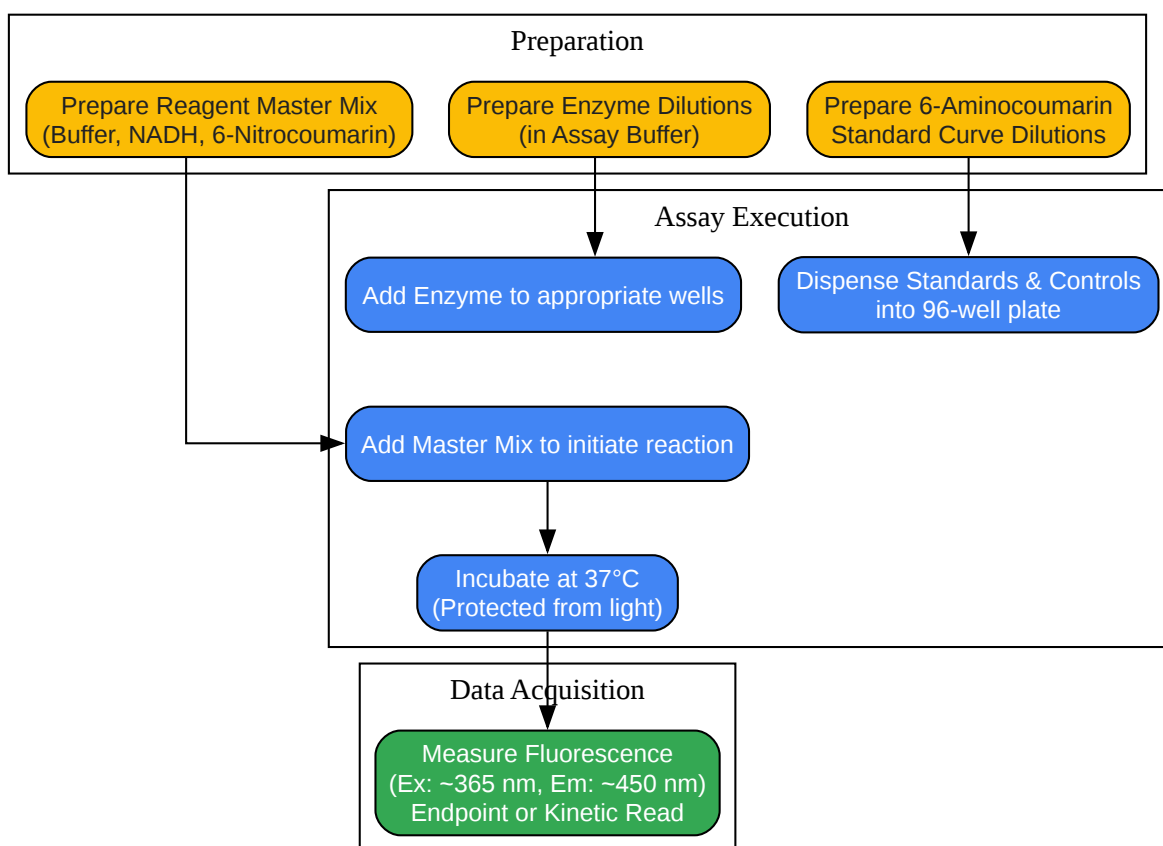 Preparation
Prepare Reagent Master Mix
(Buffer, NADH, 6-Nitrocoumarin)
Prepare Enzyme Dilutions
(in Assay Buffer)
Prepare 6-Aminocoumarin
Standard Curve Dilutions
Assay Execution
Add Enzyme to appropriate wells
Dispense Standards & Controls
into 96-well plate
Add Master Mix to initiate reaction
Incubate at 37°C
(Protected from light)
Data Acquisition
Measure Fluorescence
(Ex: ~365 nm, Em: ~450 nm)
Endpoint or Kinetic Read